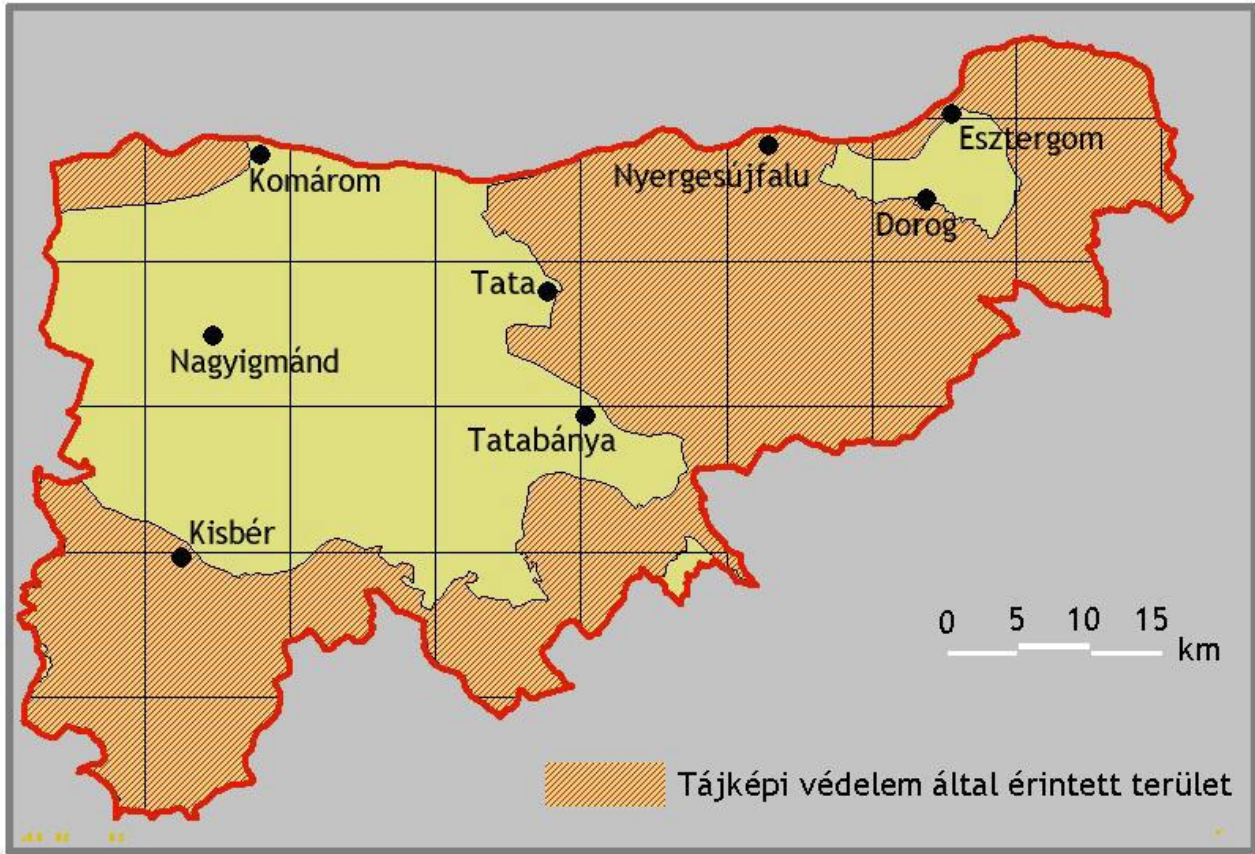 Esztergom
Komárom
Nyergesújfalu
Dorog
Tata
Nagyigmánd
Tatabánya
Kisbér
0 5 10 15
km
Tájképi védelem által érintett terület